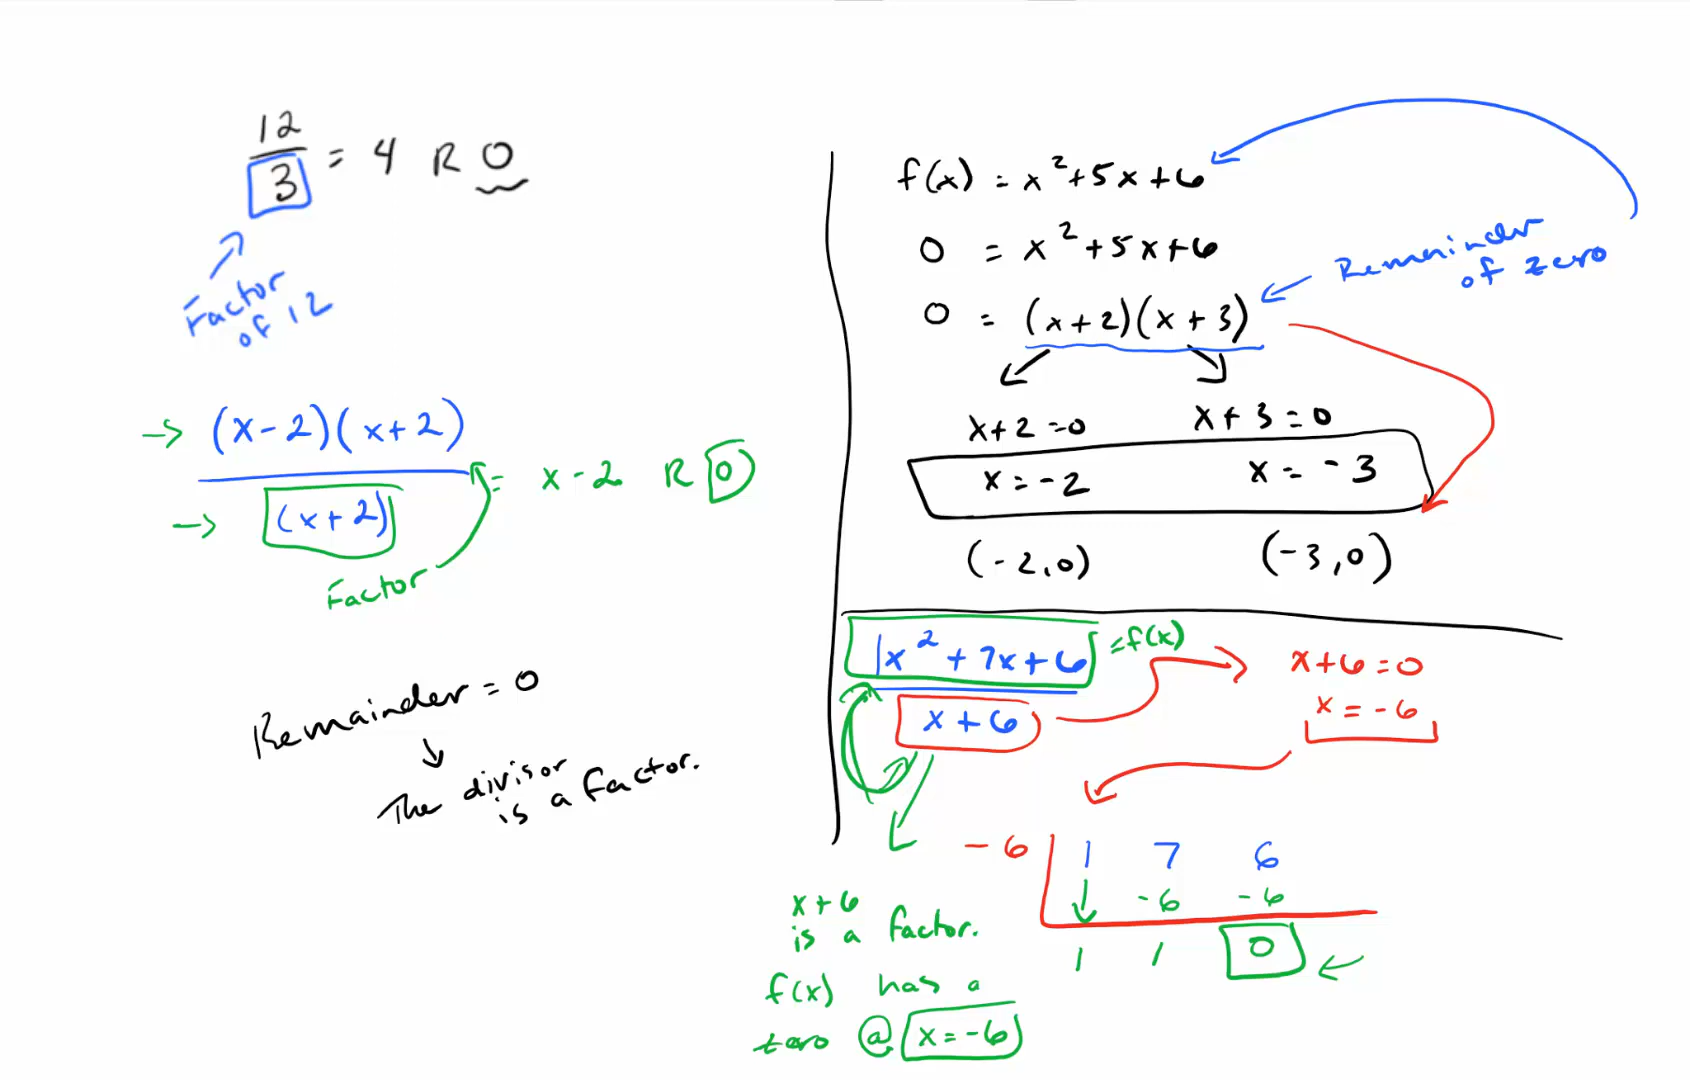 12
3 = 4 R 0
Factor
of 12
(x-2)(x+2)
(x+2) = x-2 R 0
Factor
Remainder = 0
The divisor
is a factor.
f(x) = x²+5x+6
0 = x²+5x+6
Remainder
of zero
0 = (x+2)(x+3)
x+2=0 x+3=0
x=-2 x=-3
(-2,0) (-3,0)
x²+7x+6 =f(x)
x+6
x+6=0
x=-6
-6 1 7 6
-6 -6
1 1 0
x+6
is a factor.
f(x) has a
zero @ x=-6